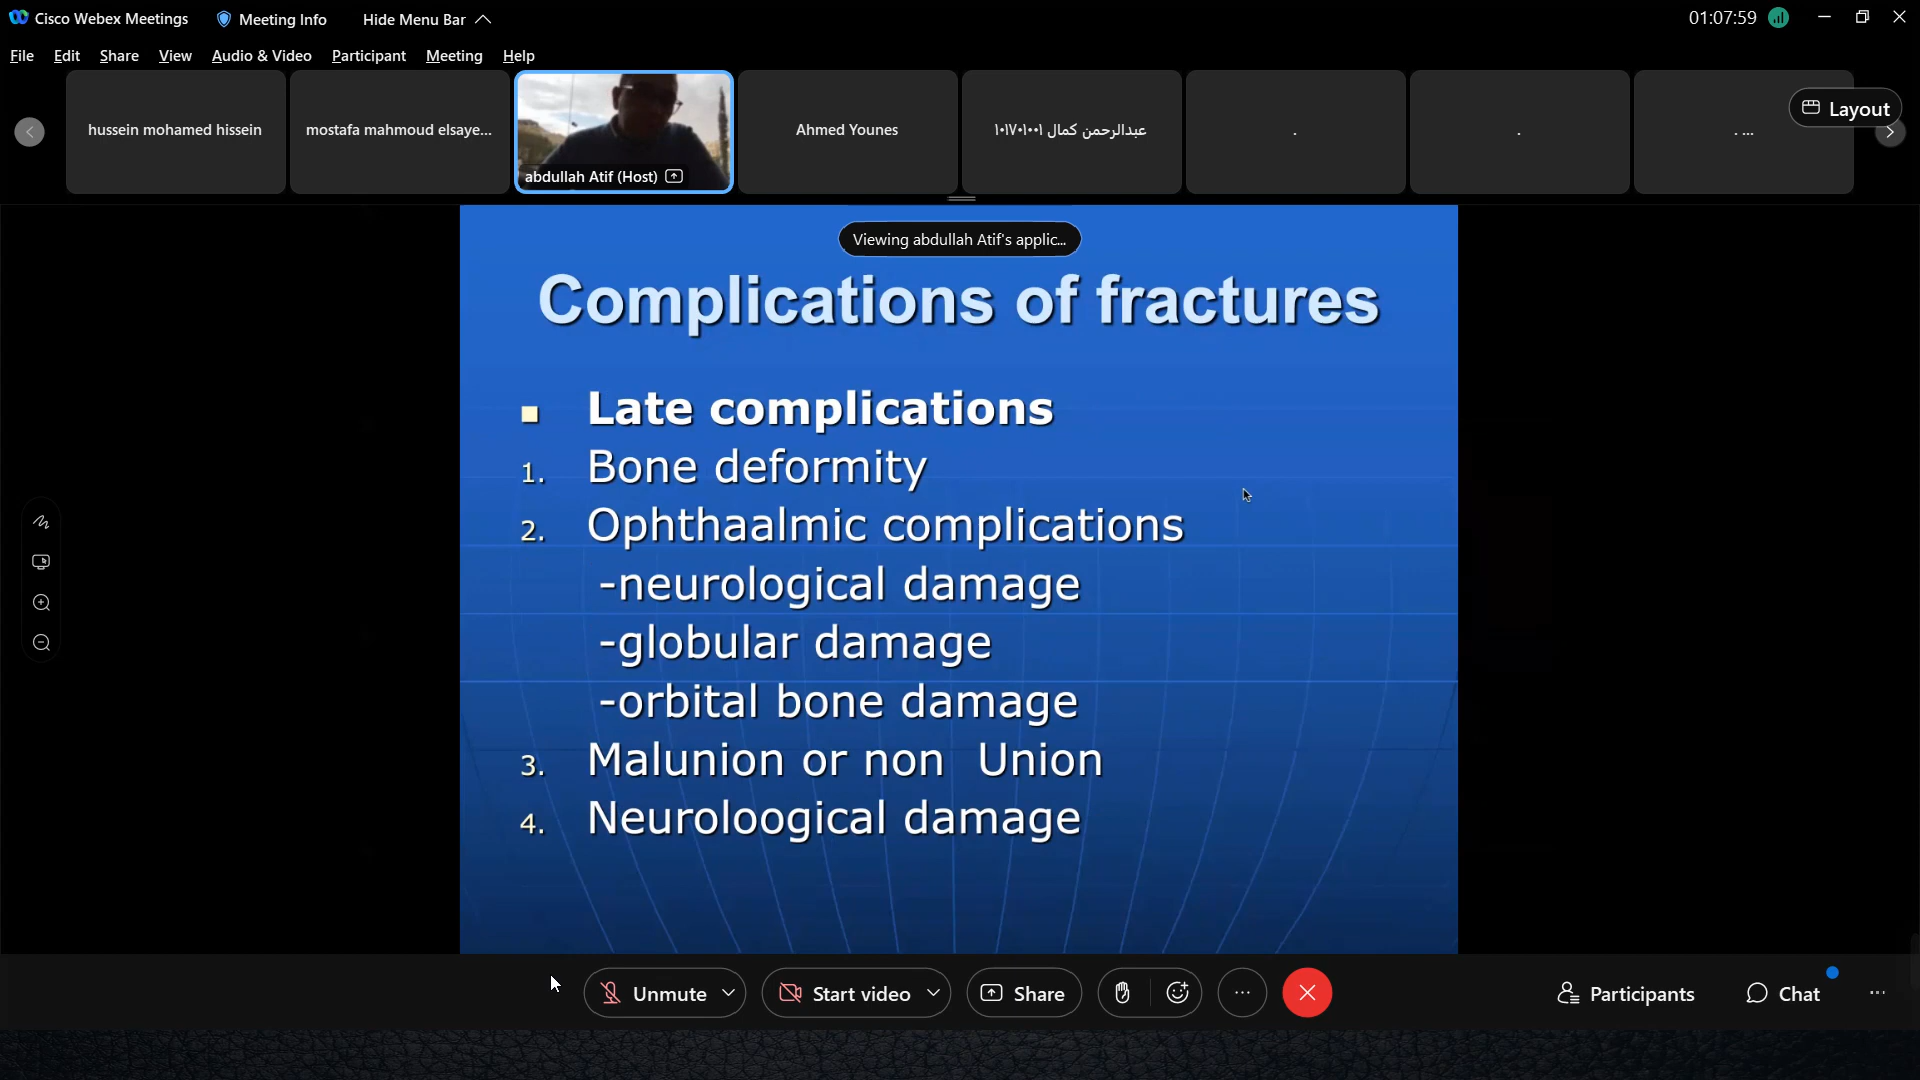 Cisco Webex Meetings Meeting Info Hide Menu Bar 01:07:59
File Edit Share View Audio & Video Participant Meeting Help
hussein mohamed hissein
mostafa mahmoud elsaye...
abdullah Atif (Host)
Ahmed Younes
عبدالرحمن كمال ١٠١٧٠١٠٠١
.
.
. ...
Layout
Viewing abdullah Atif's applic...
Complications of fractures
Late complications
1. Bone deformity
2. Ophthaalmic complications
-neurological damage
-globular damage
-orbital bone damage
3. Malunion or non Union
4. Neuroloogical damage
Unmute Start video Share Participants Chat